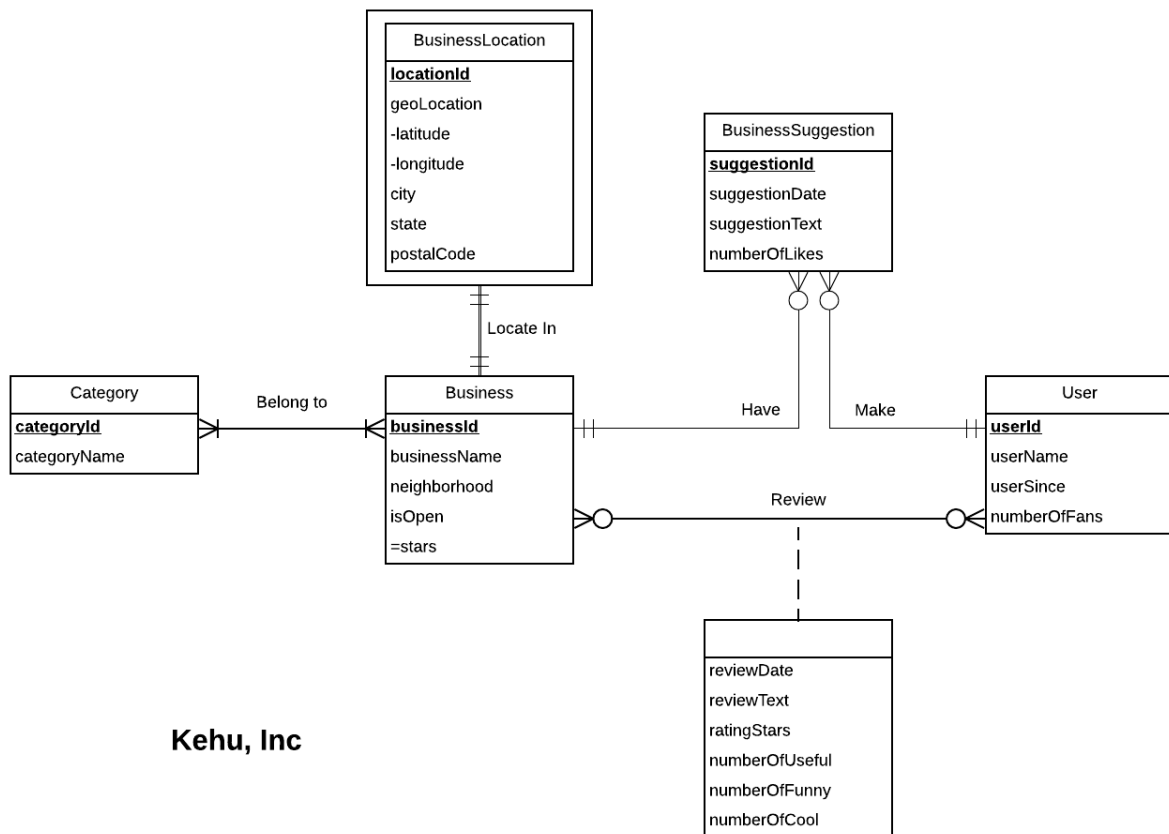 BusinessLocation
locationId
geoLocation
-latitude
-longitude
city
state
postalCode
BusinessSuggestion
suggestionId
suggestionDate
suggestionText
numberOfLikes
Locate In
Category
categoryId
categoryName
Belong to
Business
businessId
businessName
neighborhood
isOpen
=stars
Have
Make
User
userId
userName
userSince
numberOfFans
Review
reviewDate
reviewText
ratingStars
numberOfUseful
numberOfFunny
numberOfCool
Kehu, Inc